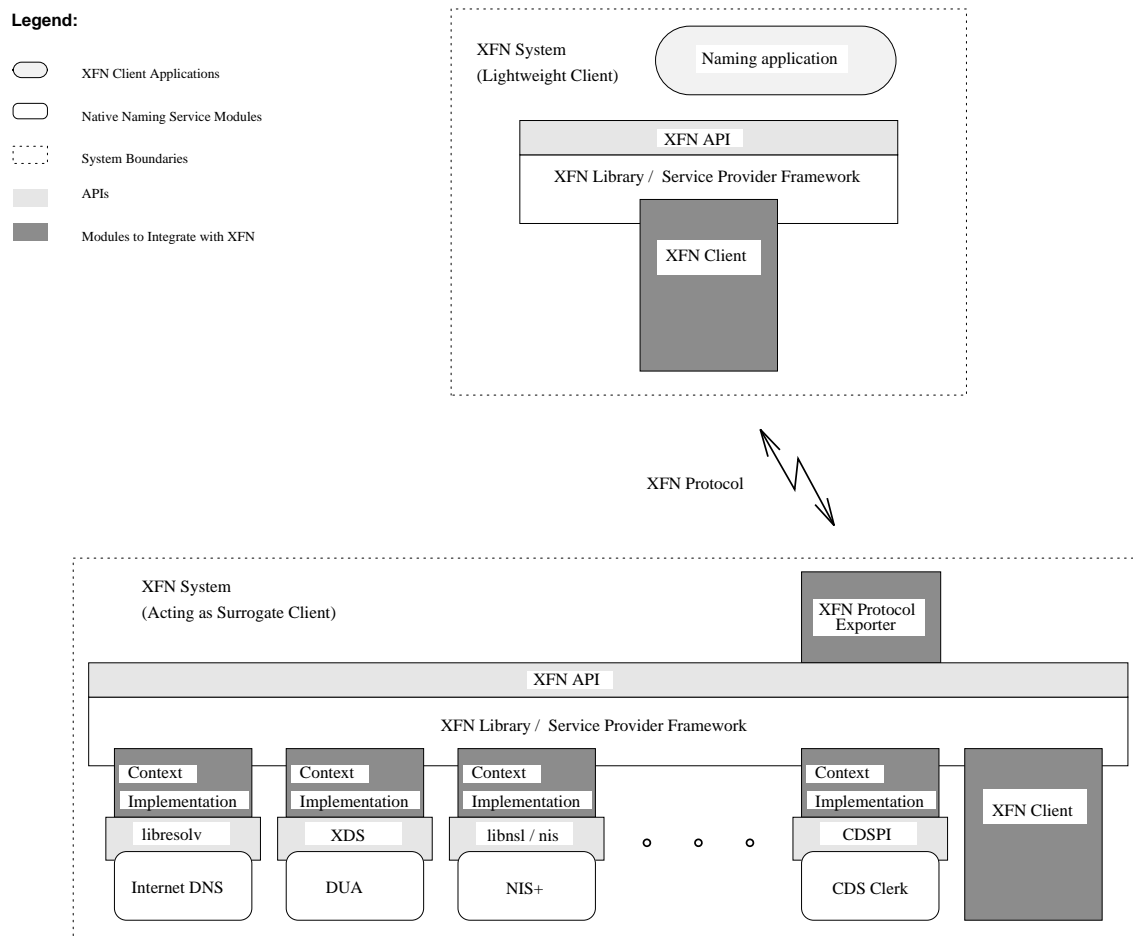 Legend:
XFN Client Applications
Native Naming Service Modules
System Boundaries
APIs
Modules to Integrate with XFN
XFN System
(Lightweight Client)
Naming application
XFN API
XFN Library / Service Provider Framework
XFN Client
XFN Protocol
XFN System
(Acting as Surrogate Client)
XFN Protocol
Exporter
XFN API
XFN Library / Service Provider Framework
Context
Implementation
libresolv
Internet DNS
Context
Implementation
XDS
DUA
Context
Implementation
libnsl / nis
NIS+
Context
Implementation
CDSPI
CDS Clerk
XFN Client